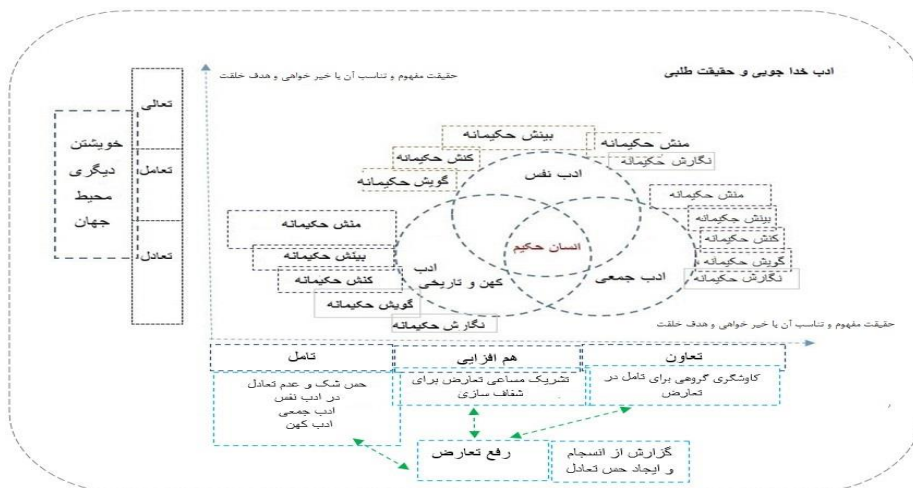 ادب خدا جویی و حقیقت طلبی
حقیقت مفهوم و تناسب آن با خیر خواهی و هدف خلقت
تعالی
تعامل
تعادل
خویشتن
دیگری
محیط
جهان
بینش حکیمانه
منش حکیمانه
کنش حکیمانه
نگارش حکیمانه
گویش حکیمانه
ادب نفس
منش حکیمانه
بینش حکیمانه
کنش حکیمانه
گویش حکیمانه
نگارش حکیمانه
ادب جمعی
انسان حکیم
منش حکیمانه
بینش حکیمانه
کنش حکیمانه
گویش حکیمانه
نگارش حکیمانه
ادب
کهن و تاریخی
حقیقت مفهوم و تناسب آن با خیر خواهی و هدف خلقت
تعاون
هم افزایی
تامل
کاوشگری گروهی برای تامل در
تعارض
تشریک مساعی تعارض برای
شفاف سازی
حس شک و عدم تعادل
در ادب نفس
ادب جمعی
ادب کهن
رفع تعارض
گزارش از انسجام
و ایجاد حس تعادل